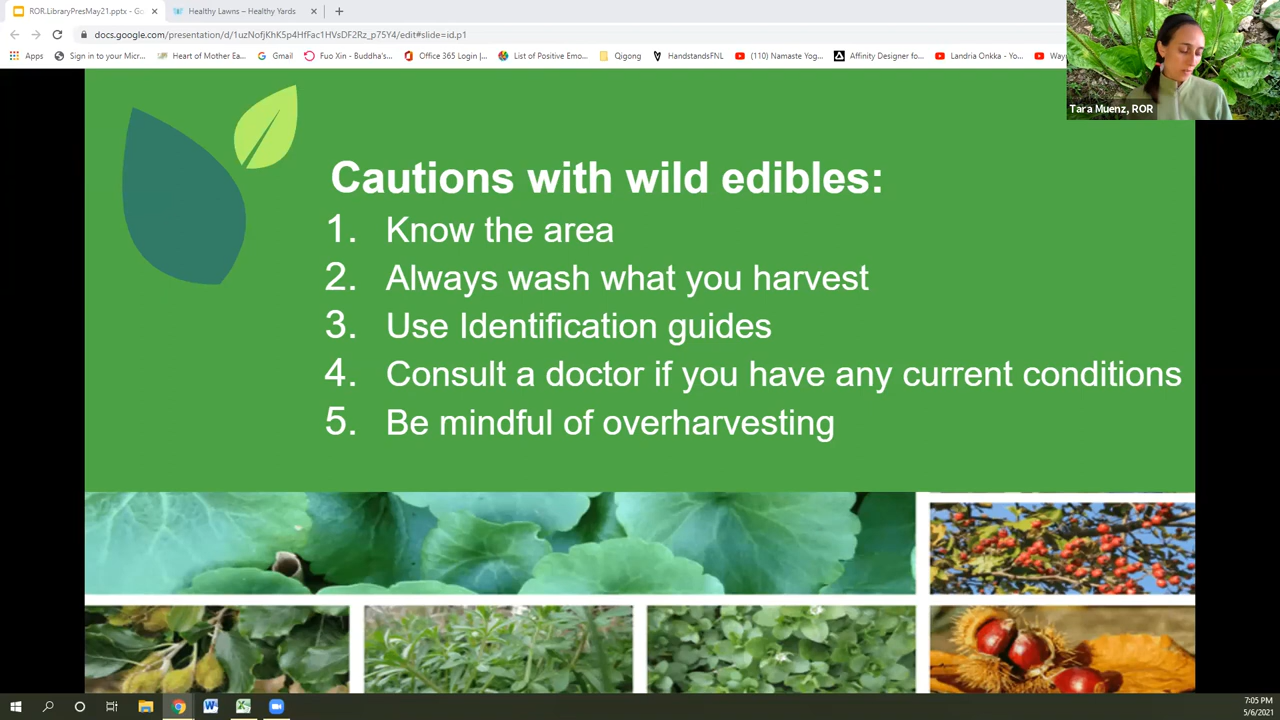 ROR.LibraryPresMay21.pptx - Go
Healthy Lawns – Healthy Yards
docs.google.com/presentation/d/1uzNofjKhK5p4HfFac1HVsDF2Rz_p75Y4/edit#slide=id.p1
Apps Sign in to your Micr... Heart of Mother Ea... Gmail Fuo Xin - Buddha's... Office 365 Login |... List of Positive Emo... Qigong HandstandsFNL (110) Namaste Yog... Affinity Designer fo... Landria Onkka - Yo... Way
Tara Muenz, ROR
Cautions with wild edibles:
1. Know the area
2. Always wash what you harvest
3. Use Identification guides
4. Consult a doctor if you have any current conditions
5. Be mindful of overharvesting
7:05 PM
5/6/2021